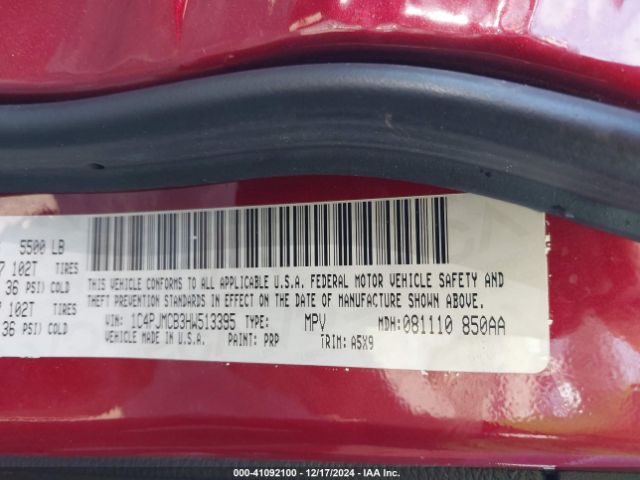 5500 LB
102T TIRES
36 PSI) COLD
102T TIRES
36 PSI) COLD
THIS VEHICLE CONFORMS TO ALL APPLICABLE U.S.A. FEDERAL MOTOR VEHICLE SAFETY AND
THEFT PREVENTION STANDARDS IN EFFECT ON THE DATE OF MANUFACTURE SHOWN ABOVE.
VIN: 1C4PJMCB3HW513395 TYPE: MPV MDH: 081110 850AA
VEHICLE MADE IN U.S.A. PAINT: PRP TRIM: A5X9
000-41092100 - 12/17/2024 - IAA Inc.